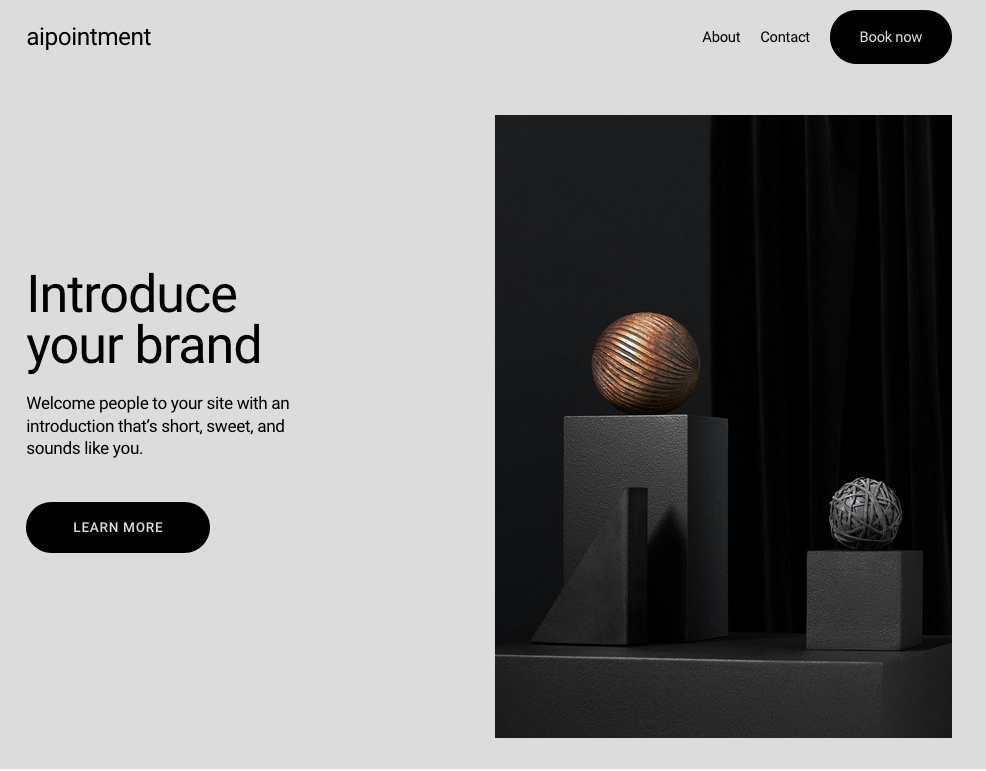 aipointment
About
Contact
Book now
Introduce
your brand
Welcome people to your site with an
introduction that's short, sweet, and
sounds like you.
LEARN MORE